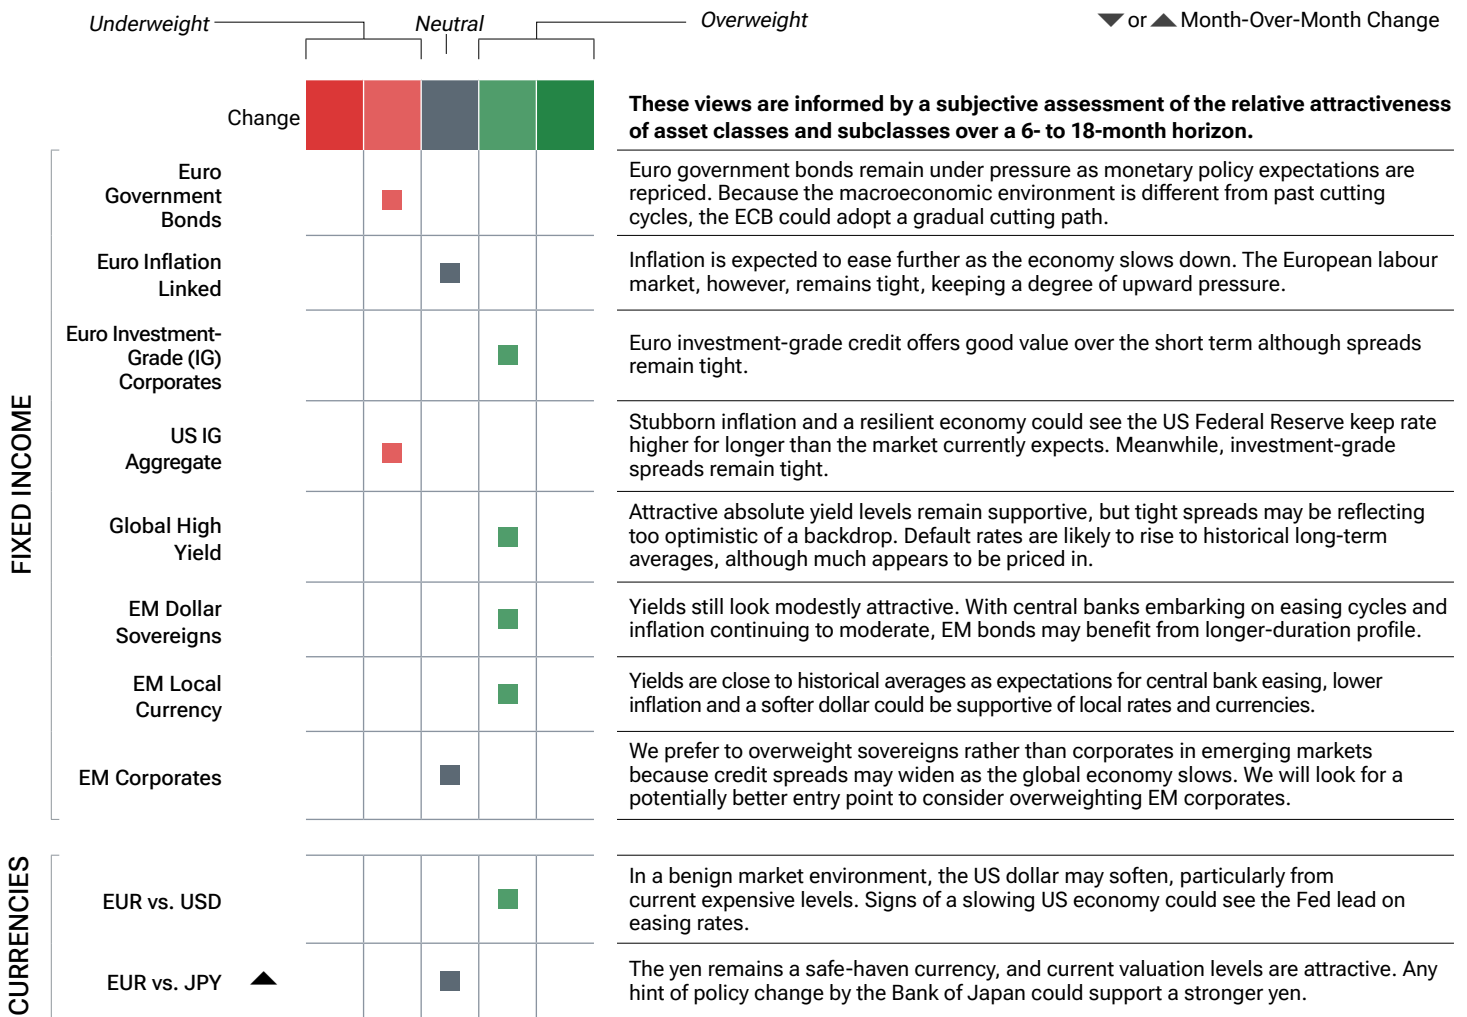 Underweight
Neutral
Overweight
▼ or ▲ Month-Over-Month Change
Change
These views are informed by a subjective assessment of the relative attractiveness
of asset classes and subclasses over a 6- to 18-month horizon.
FIXED INCOME
Euro
Government
Bonds
Euro government bonds remain under pressure as monetary policy expectations are
repriced. Because the macroeconomic environment is different from past cutting
cycles, the ECB could adopt a gradual cutting path.
Euro Inflation
Linked
Inflation is expected to ease further as the economy slows down. The European labour
market, however, remains tight, keeping a degree of upward pressure.
Euro Investment-
Grade (IG)
Corporates
Euro investment-grade credit offers good value over the short term although spreads
remain tight.
US IG
Aggregate
Stubborn inflation and a resilient economy could see the US Federal Reserve keep rate
higher for longer than the market currently expects. Meanwhile, investment-grade
spreads remain tight.
Global High
Yield
Attractive absolute yield levels remain supportive, but tight spreads may be reflecting
too optimistic of a backdrop. Default rates are likely to rise to historical long-term
averages, although much appears to be priced in.
EM Dollar
Sovereigns
Yields still look modestly attractive. With central banks embarking on easing cycles and
inflation continuing to moderate, EM bonds may benefit from longer-duration profile.
EM Local
Currency
Yields are close to historical averages as expectations for central bank easing, lower
inflation and a softer dollar could be supportive of local rates and currencies.
EM Corporates
We prefer to overweight sovereigns rather than corporates in emerging markets
because credit spreads may widen as the global economy slows. We will look for a
potentially better entry point to consider overweighting EM corporates.
CURRENCIES
EUR vs. USD
In a benign market environment, the US dollar may soften, particularly from
current expensive levels. Signs of a slowing US economy could see the Fed lead on
easing rates.
EUR vs. JPY
The yen remains a safe-haven currency, and current valuation levels are attractive. Any
hint of policy change by the Bank of Japan could support a stronger yen.